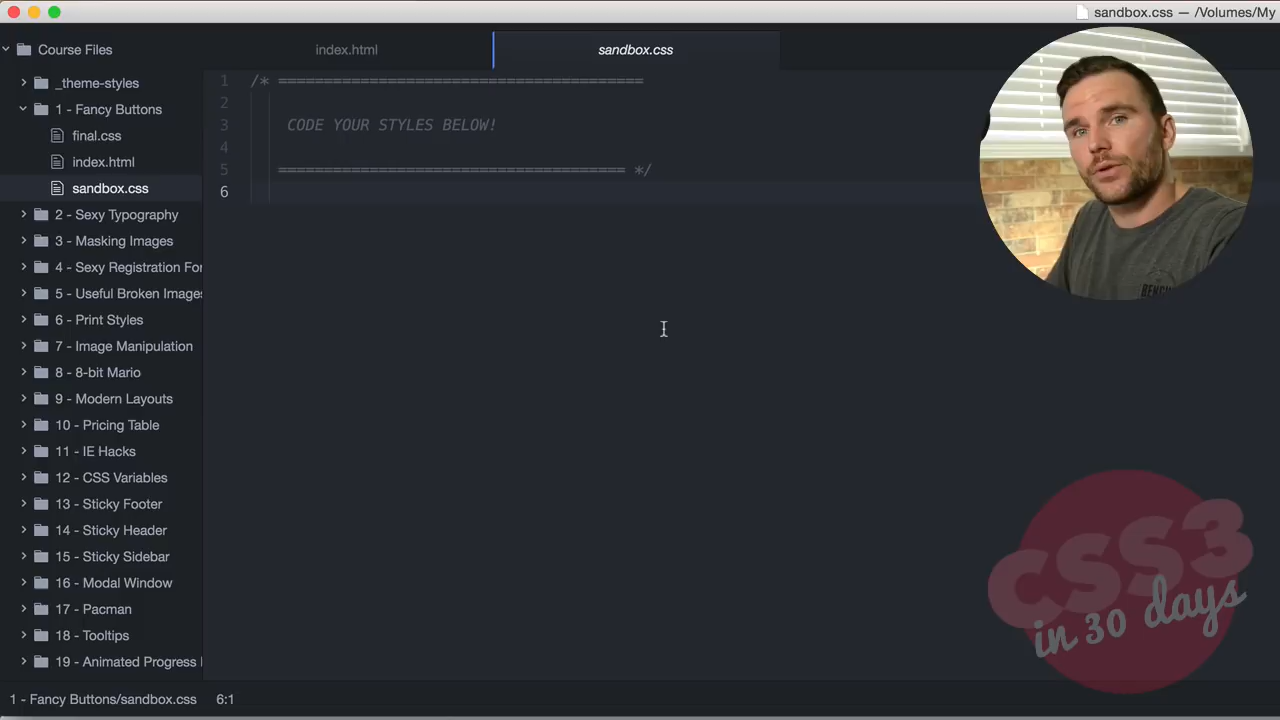 sandbox.css — /Volumes/My
Course Files
index.html
sandbox.css
_theme-styles
1 - Fancy Buttons
final.css
index.html
sandbox.css
2 - Sexy Typography
3 - Masking Images
4 - Sexy Registration For
5 - Useful Broken Images
6 - Print Styles
7 - Image Manipulation
8 - 8-bit Mario
9 - Modern Layouts
10 - Pricing Table
11 - IE Hacks
12 - CSS Variables
13 - Sticky Footer
14 - Sticky Header
15 - Sticky Sidebar
16 - Modal Window
17 - Pacman
18 - Tooltips
19 - Animated Progress
1 /* ========================================
2
3 CODE YOUR STYLES BELOW!
4
5 ====================================== */
6
BENCH
CSS3
in 30 days
1 - Fancy Buttons/sandbox.css 6:1